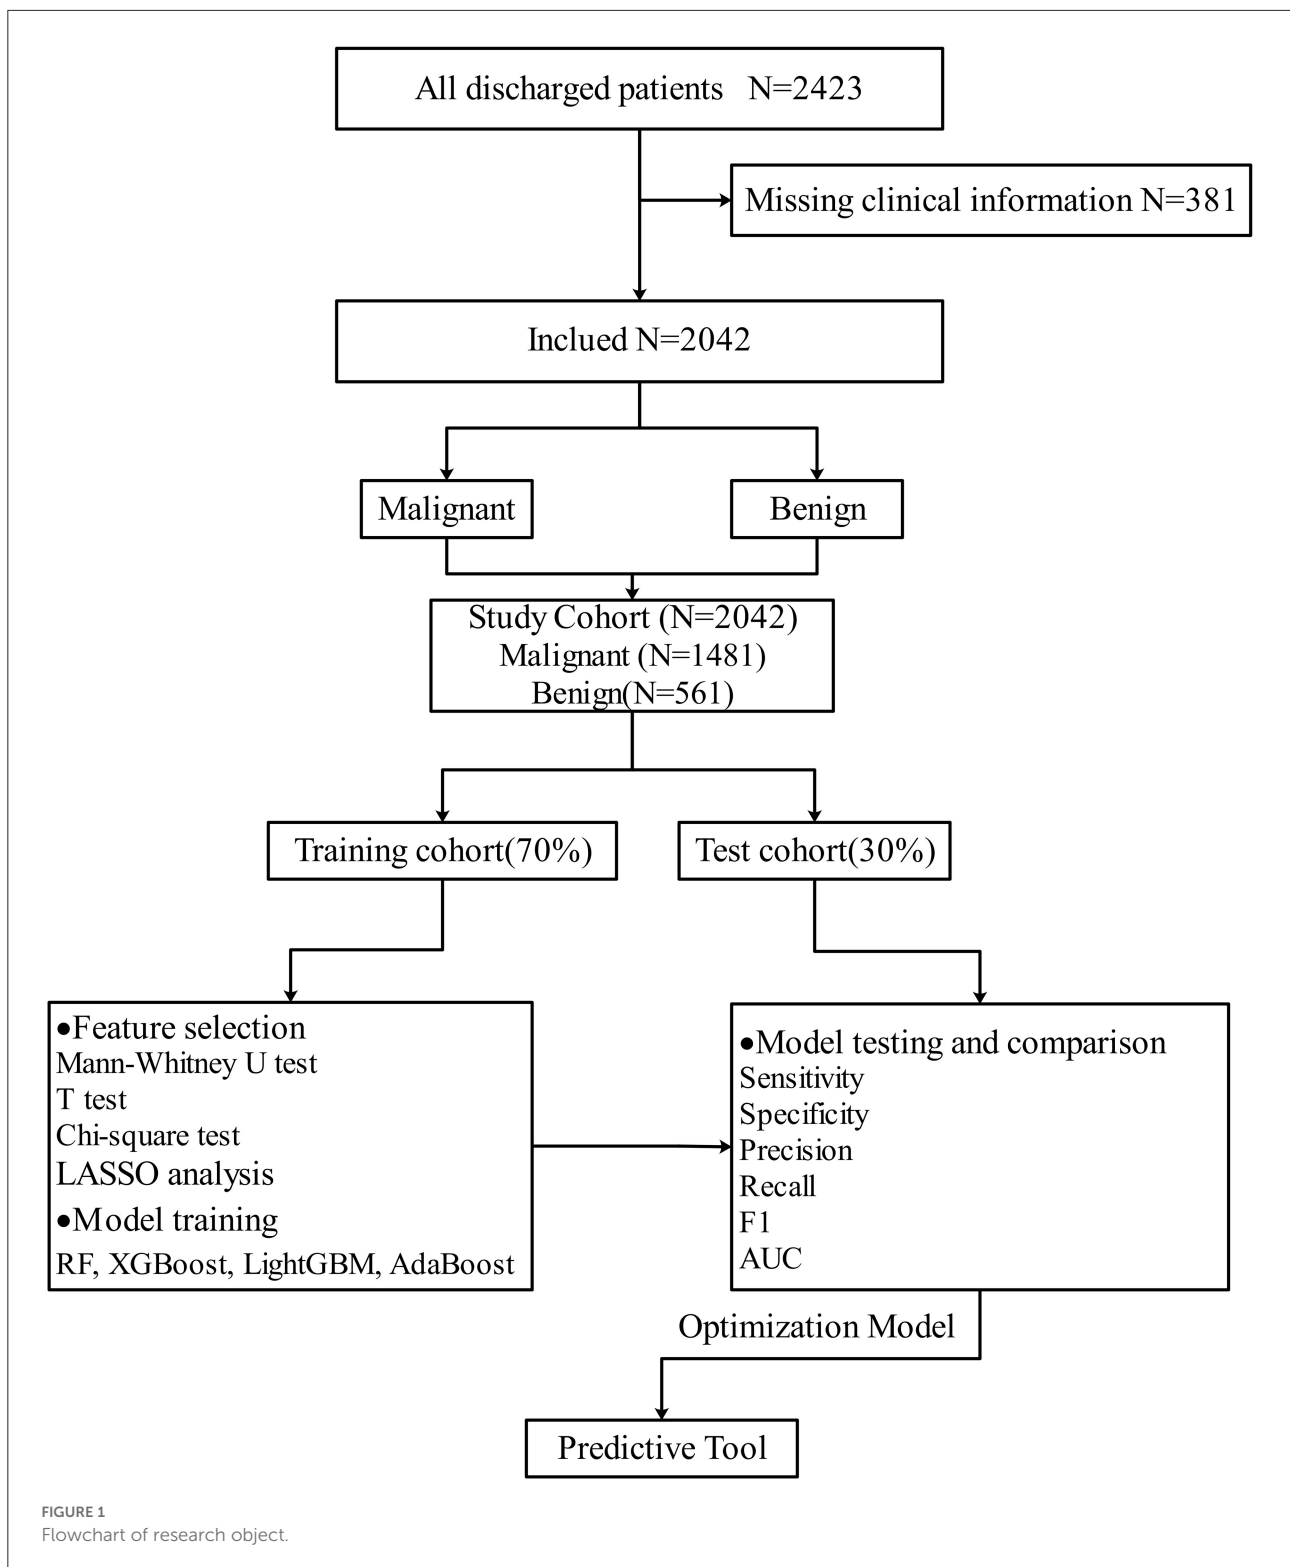 All discharged patients N=2423
Missing clinical information N=381
Inclued N=2042
Malignant
Benign
Study Cohort (N=2042)
Malignant (N=1481)
Benign(N=561)
Training cohort(70%)
Test cohort(30%)
•Feature selection
Mann-Whitney U test
T test
Chi-square test
LASSO analysis
•Model training
RF, XGBoost, LightGBM, AdaBoost
•Model testing and comparison
Sensitivity
Specificity
Precision
Recall
F1
AUC
Optimization Model
Predictive Tool
FIGURE 1
Flowchart of research object.